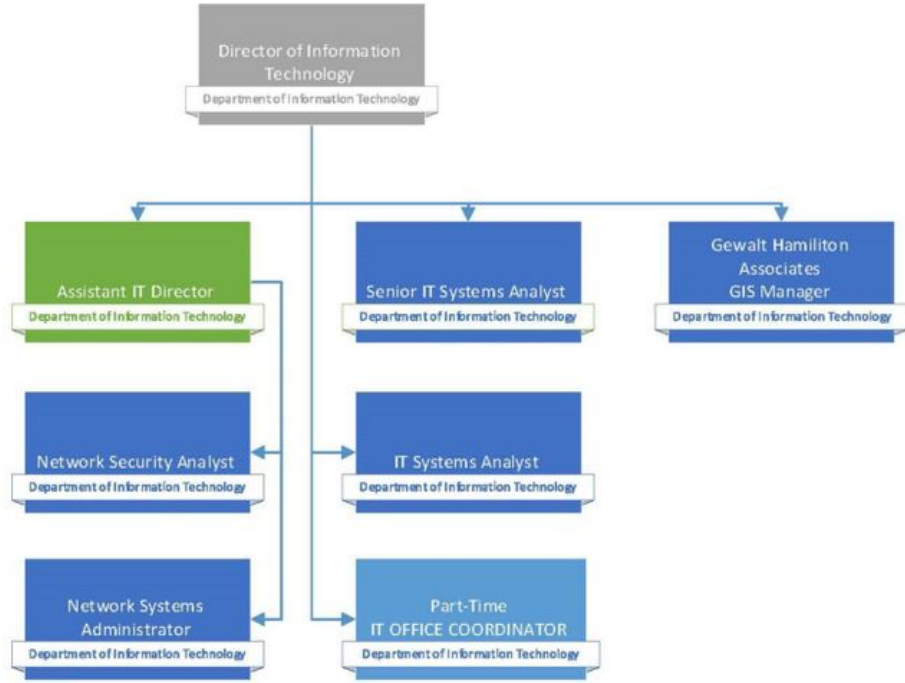 Director of Information
Technology
Department of Information Technology
Assistant IT Director
Department of Information Technology
Senior IT Systems Analyst
Department of Information Technology
Gewalt Hamiliton
Associates
GIS Manager
Department of Information Technology
Network Security Analyst
Department of Information Technology
IT Systems Analyst
Department of Information Technology
Network Systems
Administrator
Department of Information Technology
Part-Time
IT OFFICE COORDINATOR
Department of Information Technology